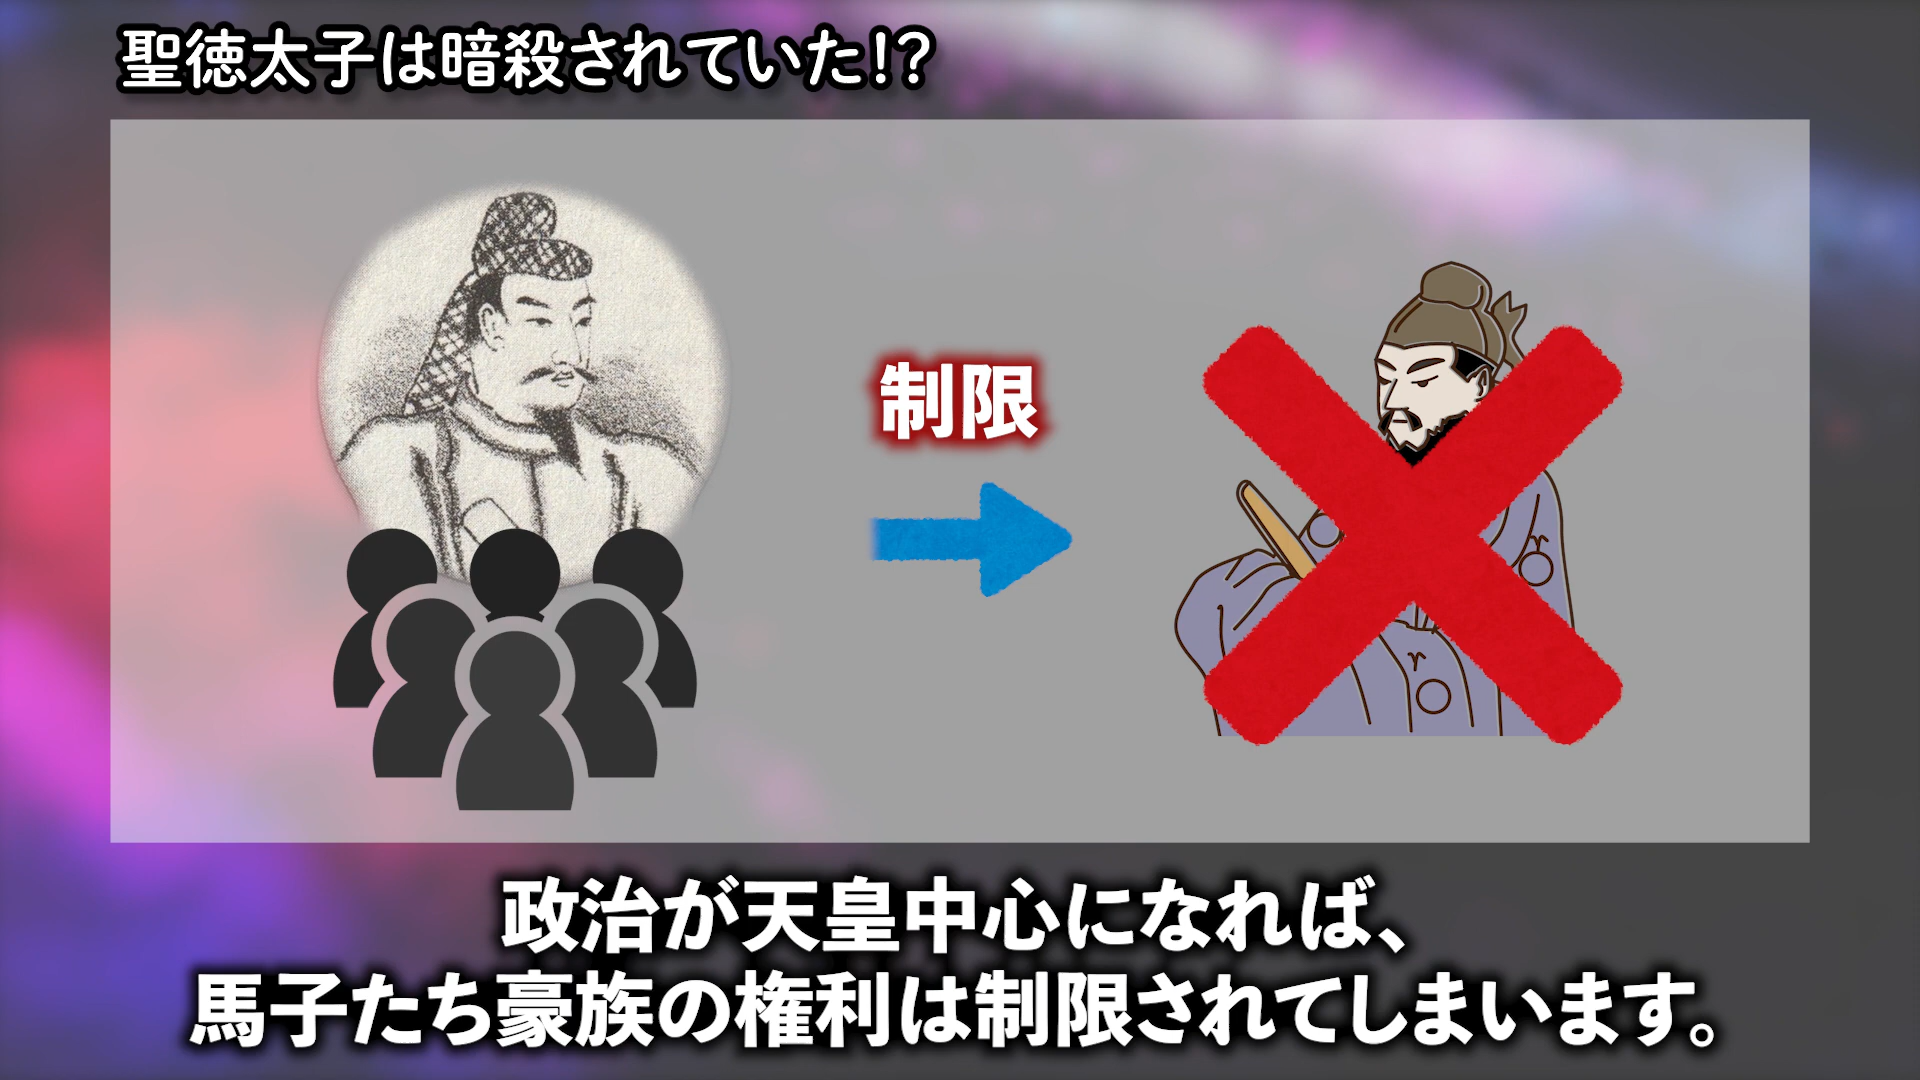 聖徳太子は暗殺されていた!?
制限
政治が天皇中心になれば、
馬子たち豪族の権利は制限されてしまいます。